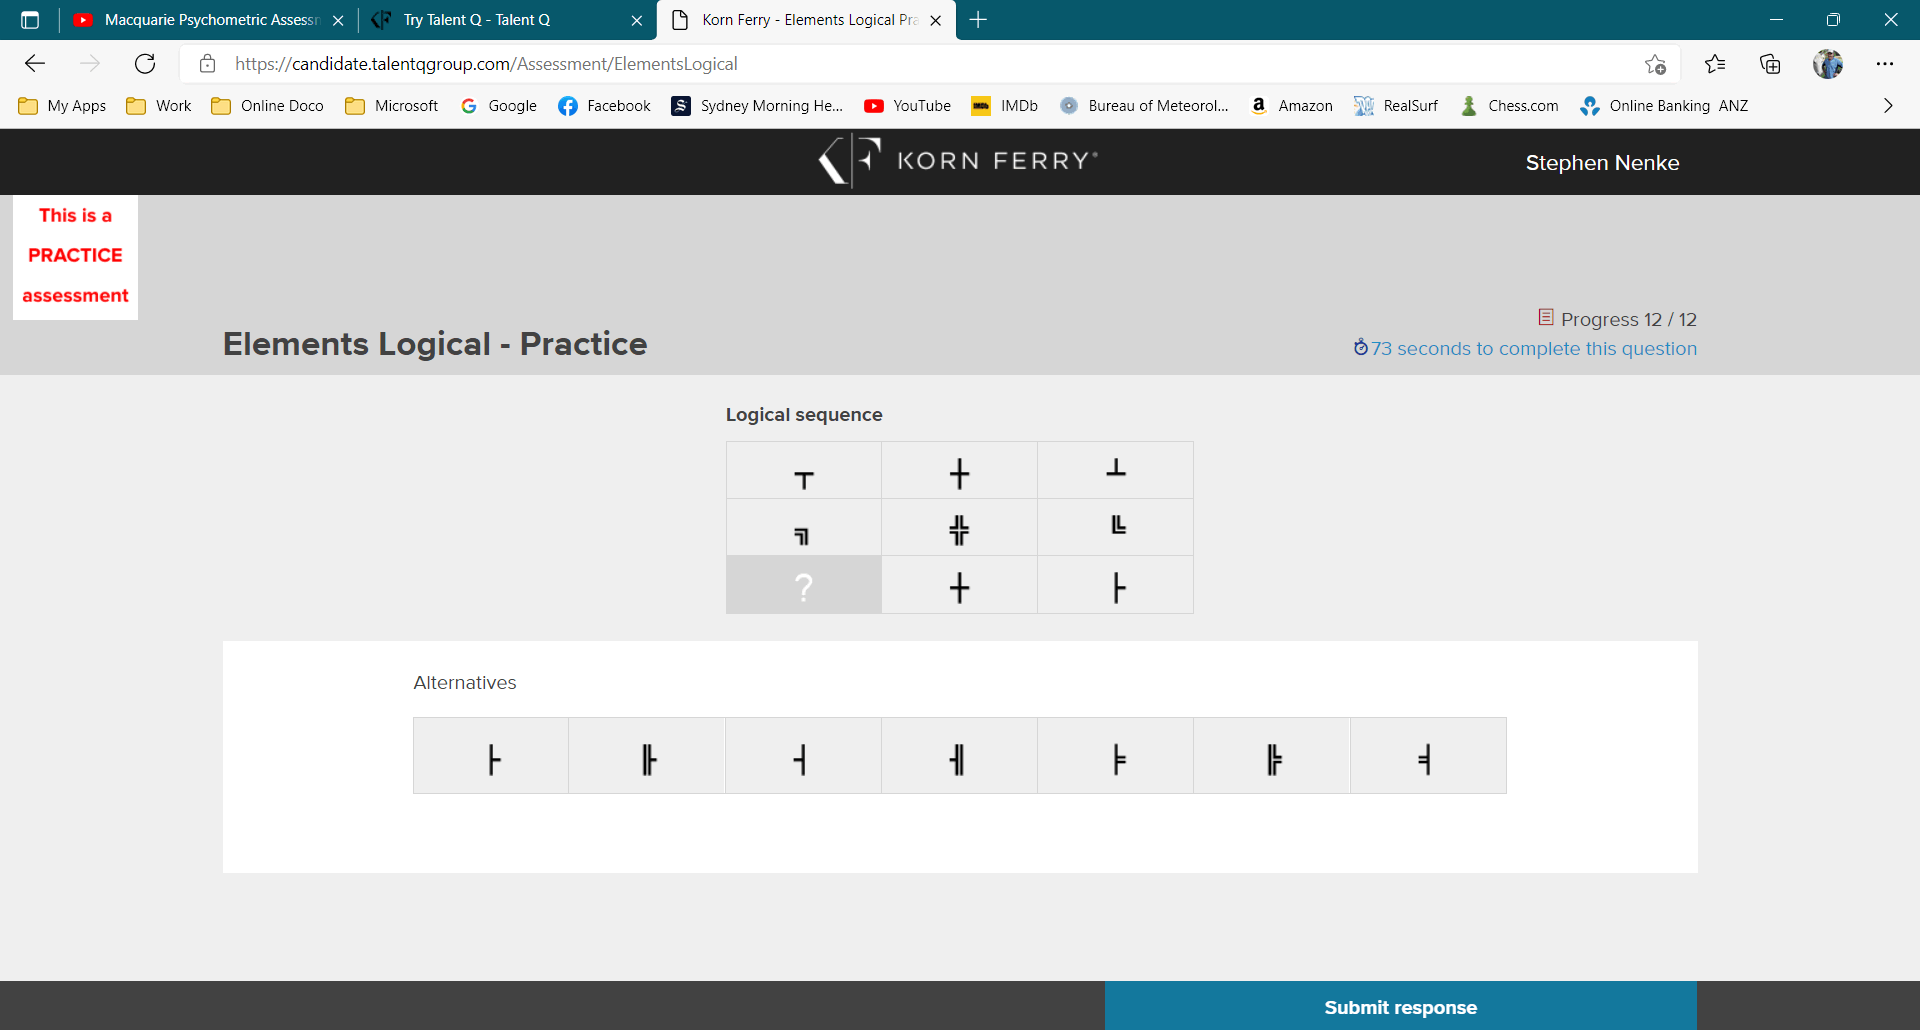 Macquarie Psychometric Assessm
Try Talent Q - Talent Q
Korn Ferry - Elements Logical Pra
https://candidate.talentqgroup.com/Assessment/ElementsLogical
My Apps Work Online Doco Microsoft Google Facebook Sydney Morning He... YouTube IMDb Bureau of Meteorol... Amazon RealSurf Chess.com Online Banking ANZ
KORN FERRY
Stephen Nenke
This is a
PRACTICE
assessment
Progress 12 / 12
Elements Logical - Practice
73 seconds to complete this question
Logical sequence
┬ ┼ ┴
╗ ╬ ╚
? ┼ ├
Alternatives
├ ╟ ┤ ╢ ╞ ╠ ╡
Submit response